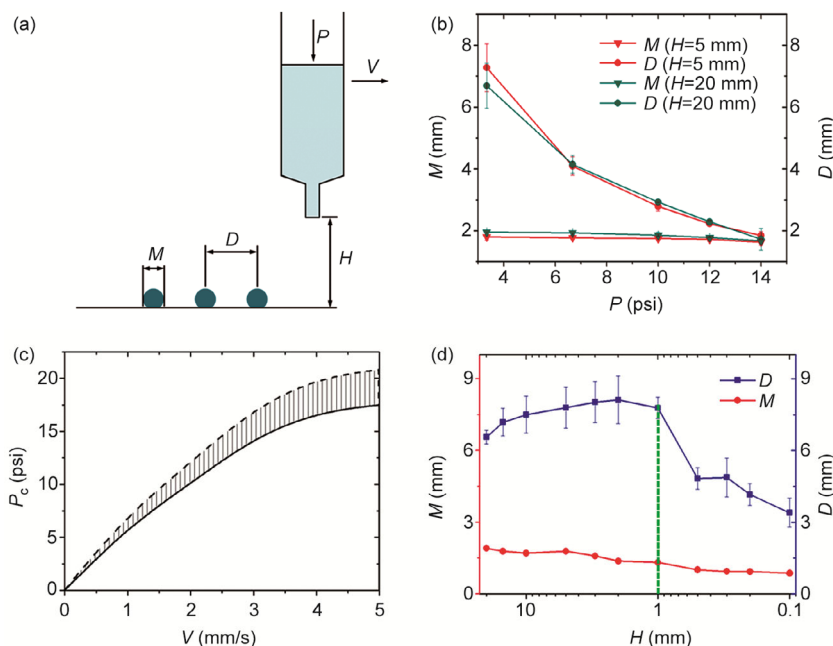 (a)
P
V
M
D
H
(b)
M (H=5 mm)
D (H=5 mm)
M (H=20 mm)
D (H=20 mm)
8
6
4
2
8
6
4
2
M (mm)
D (mm)
4 6 8 10 12 14
P (psi)
(c)
20
15
10
5
0
Pc (psi)
0 1 2 3 4 5
V (mm/s)
(d)
D
M
9
6
3
0
9
6
3
0
M (mm)
D (mm)
10 1 0.1
H (mm)